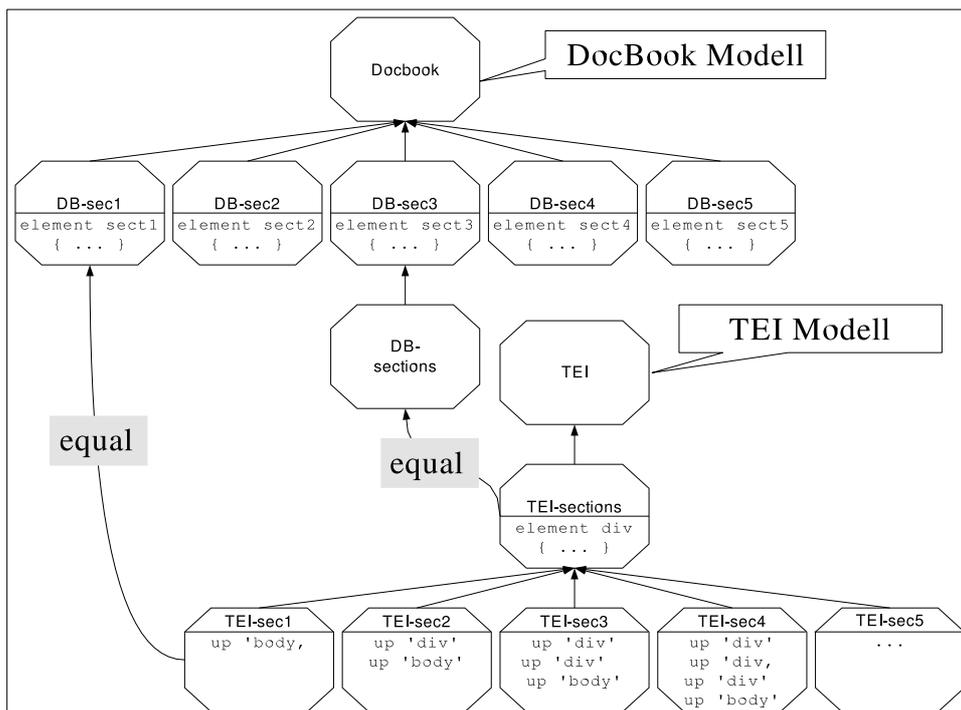 Docbook
DocBook Modell
DB-sec1
element sect1
{ ... }
DB-sec2
element sect2
{ ... }
DB-sec3
element sect3
{ ... }
DB-sec4
element sect4
{ ... }
DB-sec5
element sect5
{ ... }
DB-
sections
TEI
TEI Modell
equal
equal
TEI-sections
element div
{ ... }
TEI-sec1
up 'body,
TEI-sec2
up 'div'
up 'body'
TEI-sec3
up 'div'
up 'div'
up 'body'
TEI-sec4
up 'div'
up 'div,
up 'div'
up 'body'
TEI-sec5
...